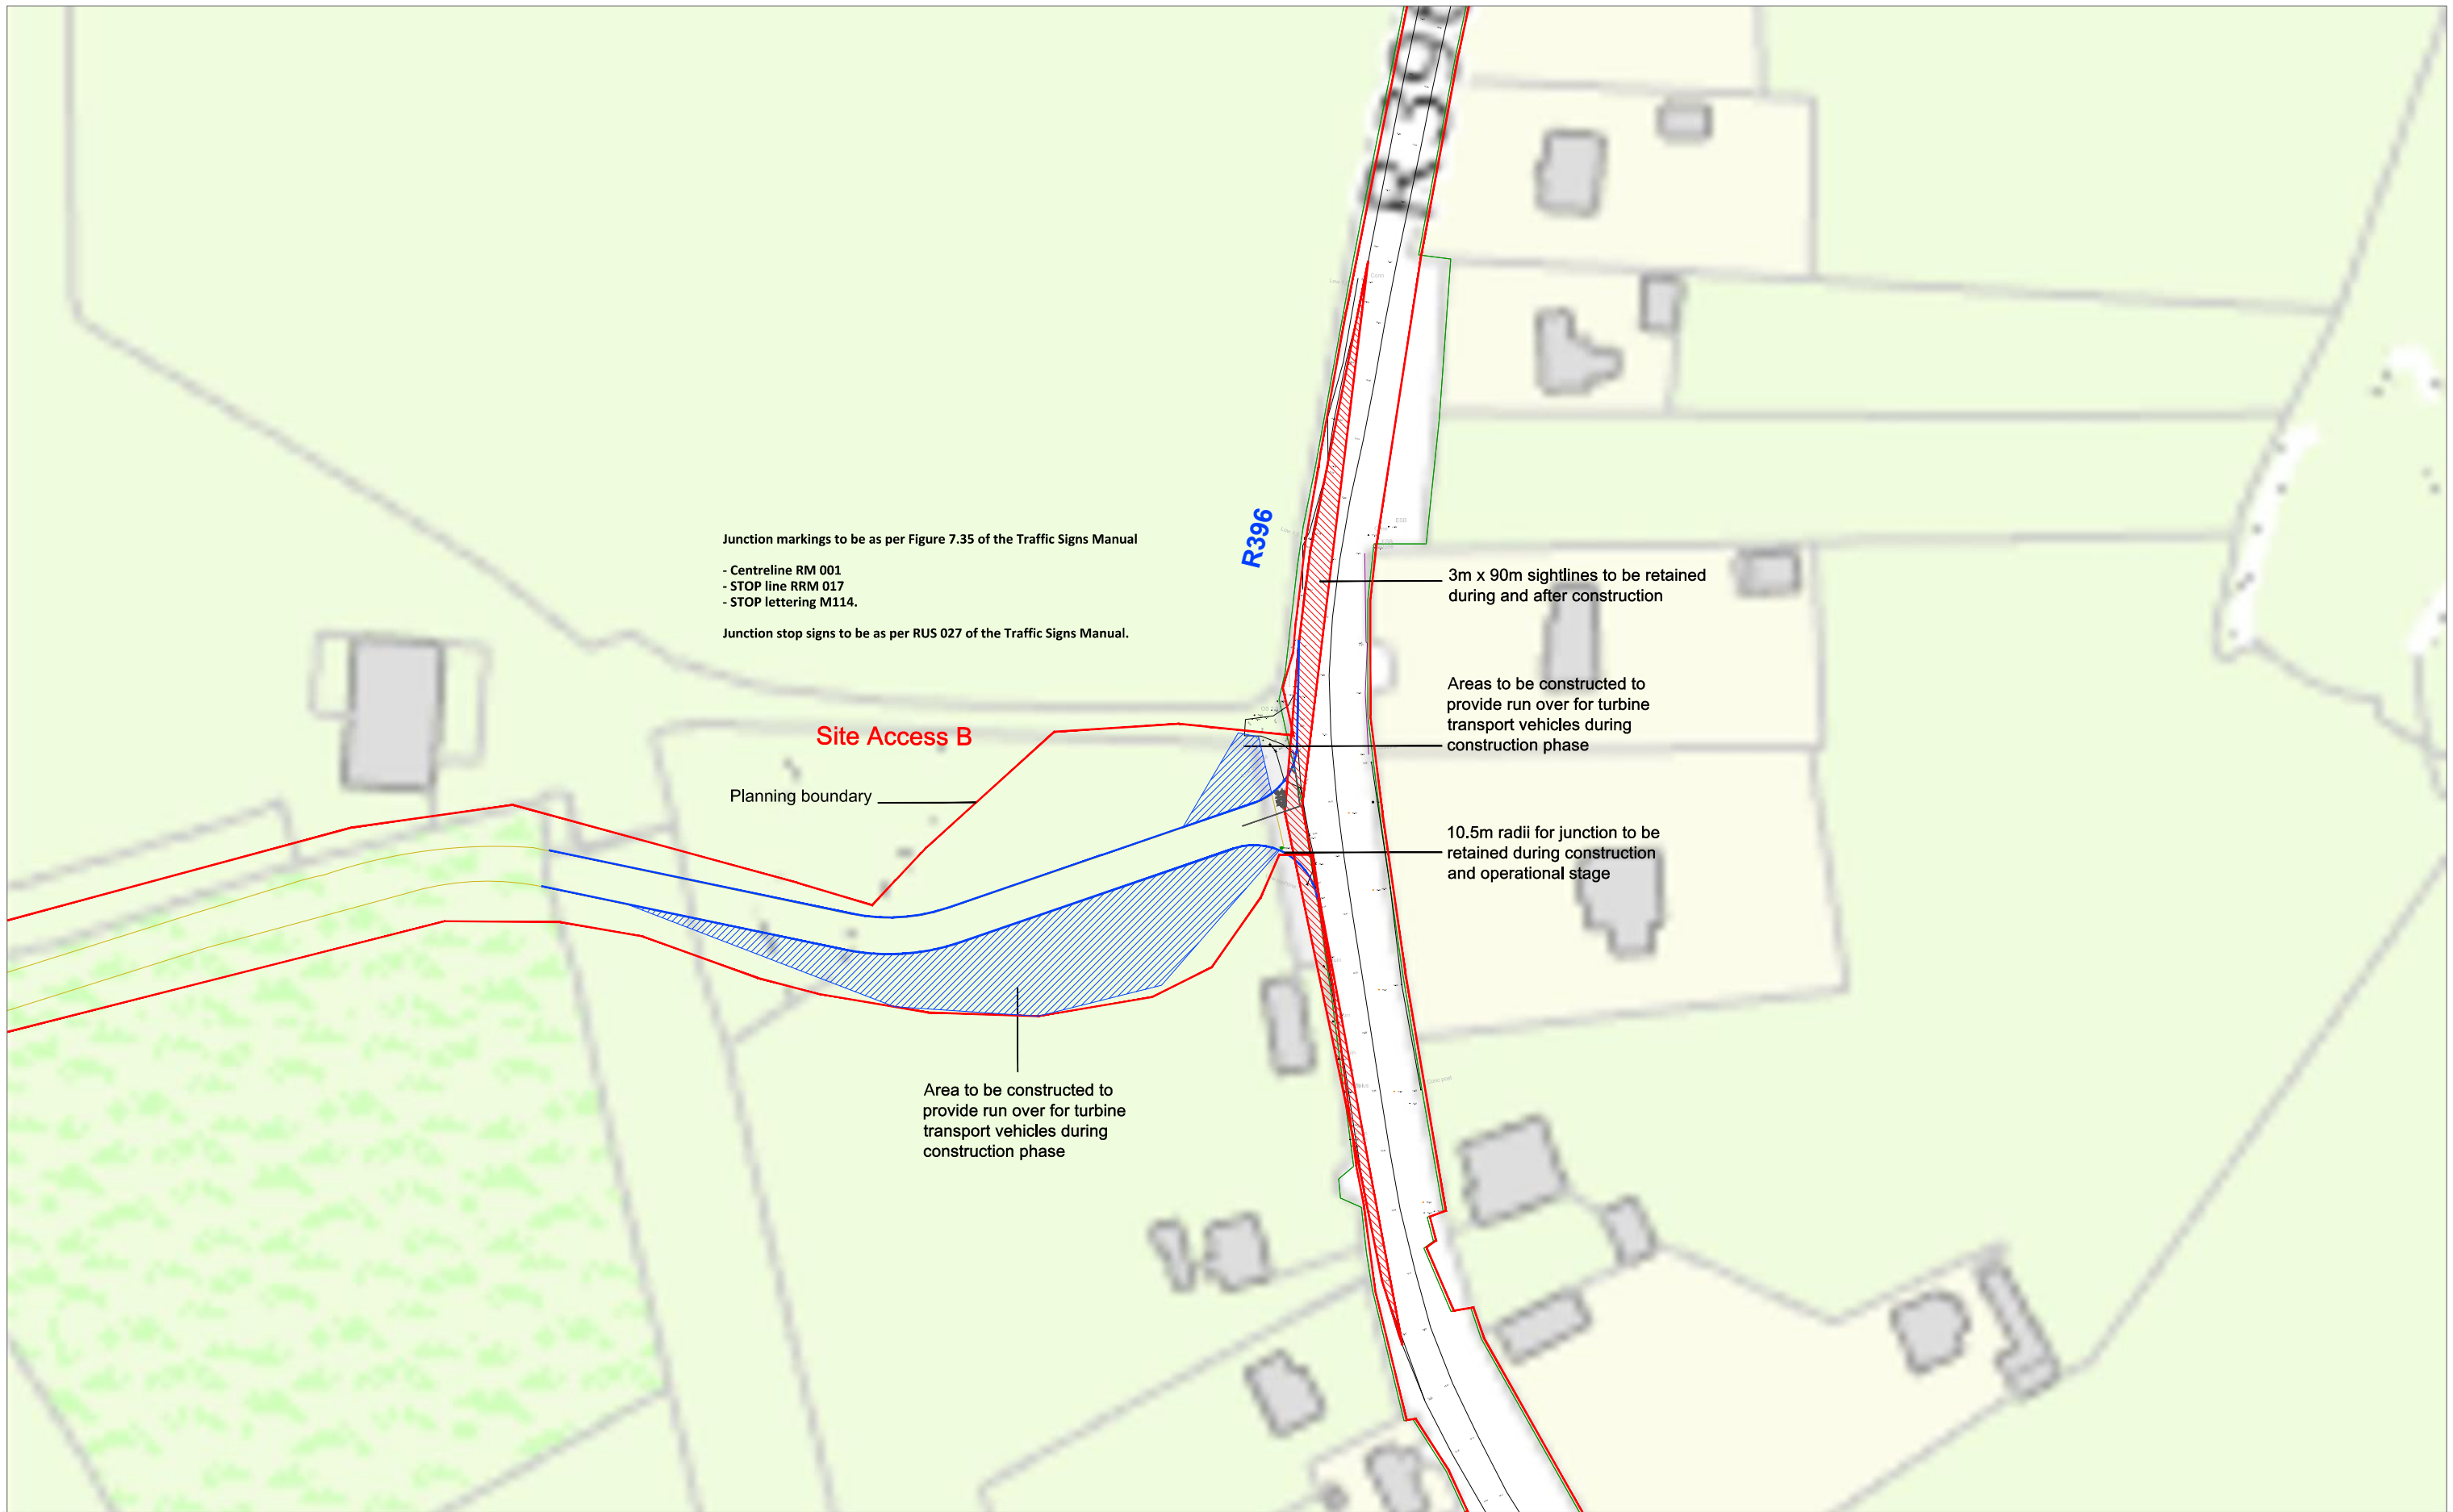 R396
Junction markings to be as per Figure 7.35 of the Traffic Signs Manual
- Centreline RM 001
- STOP line RRM 017
- STOP lettering M114.
Junction stop signs to be as per RUS 027 of the Traffic Signs Manual.
3m x 90m sightlines to be retained
during and after construction
Areas to be constructed to
provide run over for turbine
transport vehicles during
construction phase
Site Access B
Planning boundary
10.5m radii for junction to be
retained during construction
and operational stage
Area to be constructed to
provide run over for turbine
transport vehicles during
construction phase